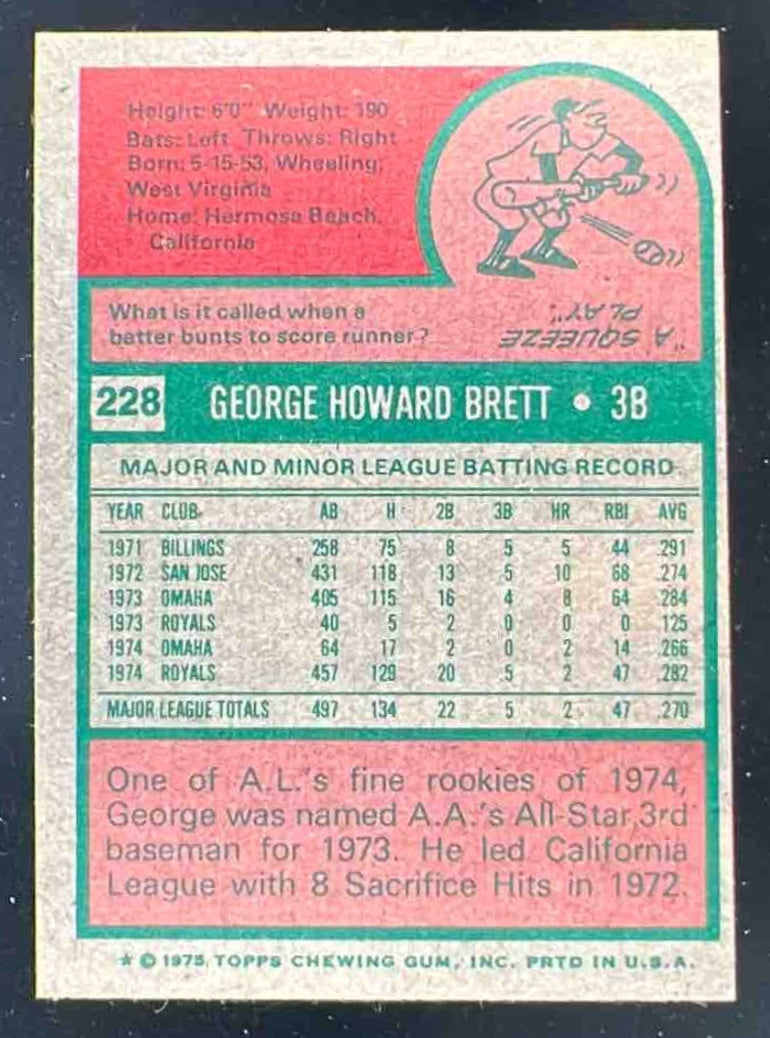 Height: 6'0" Weight: 190
Bats: Left Throws: Right
Born: 5-15-53, Wheeling,
West Virginia
Home: Hermosa Beach,
California
What is it called when a
batter bunts to score runner?
"A SQUEEZE
PLAY".
228 GEORGE HOWARD BRETT • 3B
MAJOR AND MINOR LEAGUE BATTING RECORD
YEAR CLUB AB H 2B 3B HR RBI AVG
1971 BILLINGS 258 75 8 5 5 44 .291
1972 SAN JOSE 431 118 13 5 10 68 .274
1973 OMAHA 405 115 16 4 8 64 .284
1973 ROYALS 40 5 2 0 0 0 .125
1974 OMAHA 64 17 2 0 2 14 .266
1974 ROYALS 457 129 20 5 2 47 .282
MAJOR LEAGUE TOTALS 497 134 22 5 2 47 .270
One of A.L.'s fine rookies of 1974,
George was named A.A.'s All-Star 3rd
baseman for 1973. He led California
League with 8 Sacrifice Hits in 1972.
★ © 1975 TOPPS CHEWING GUM, INC. PRTD IN U.S.A.